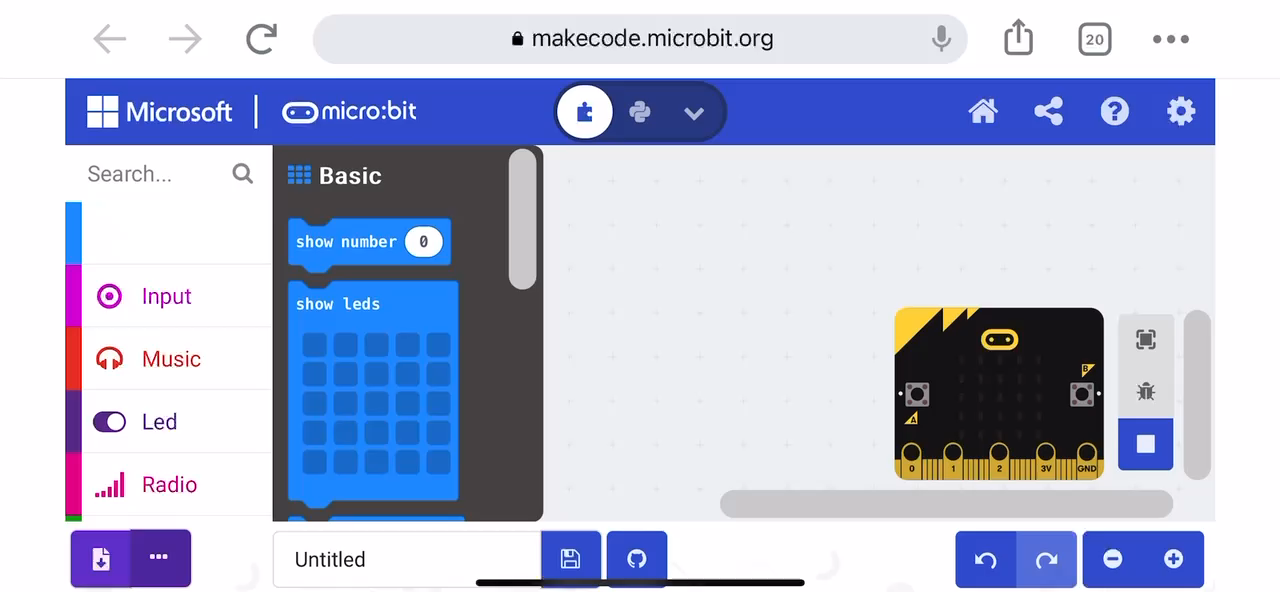 makecode.microbit.org
20
Microsoft
micro:bit
Search...
Basic
show number 0
show leds
Input
Music
Led
Radio
B
A
0 1 2 3V GND
Untitled